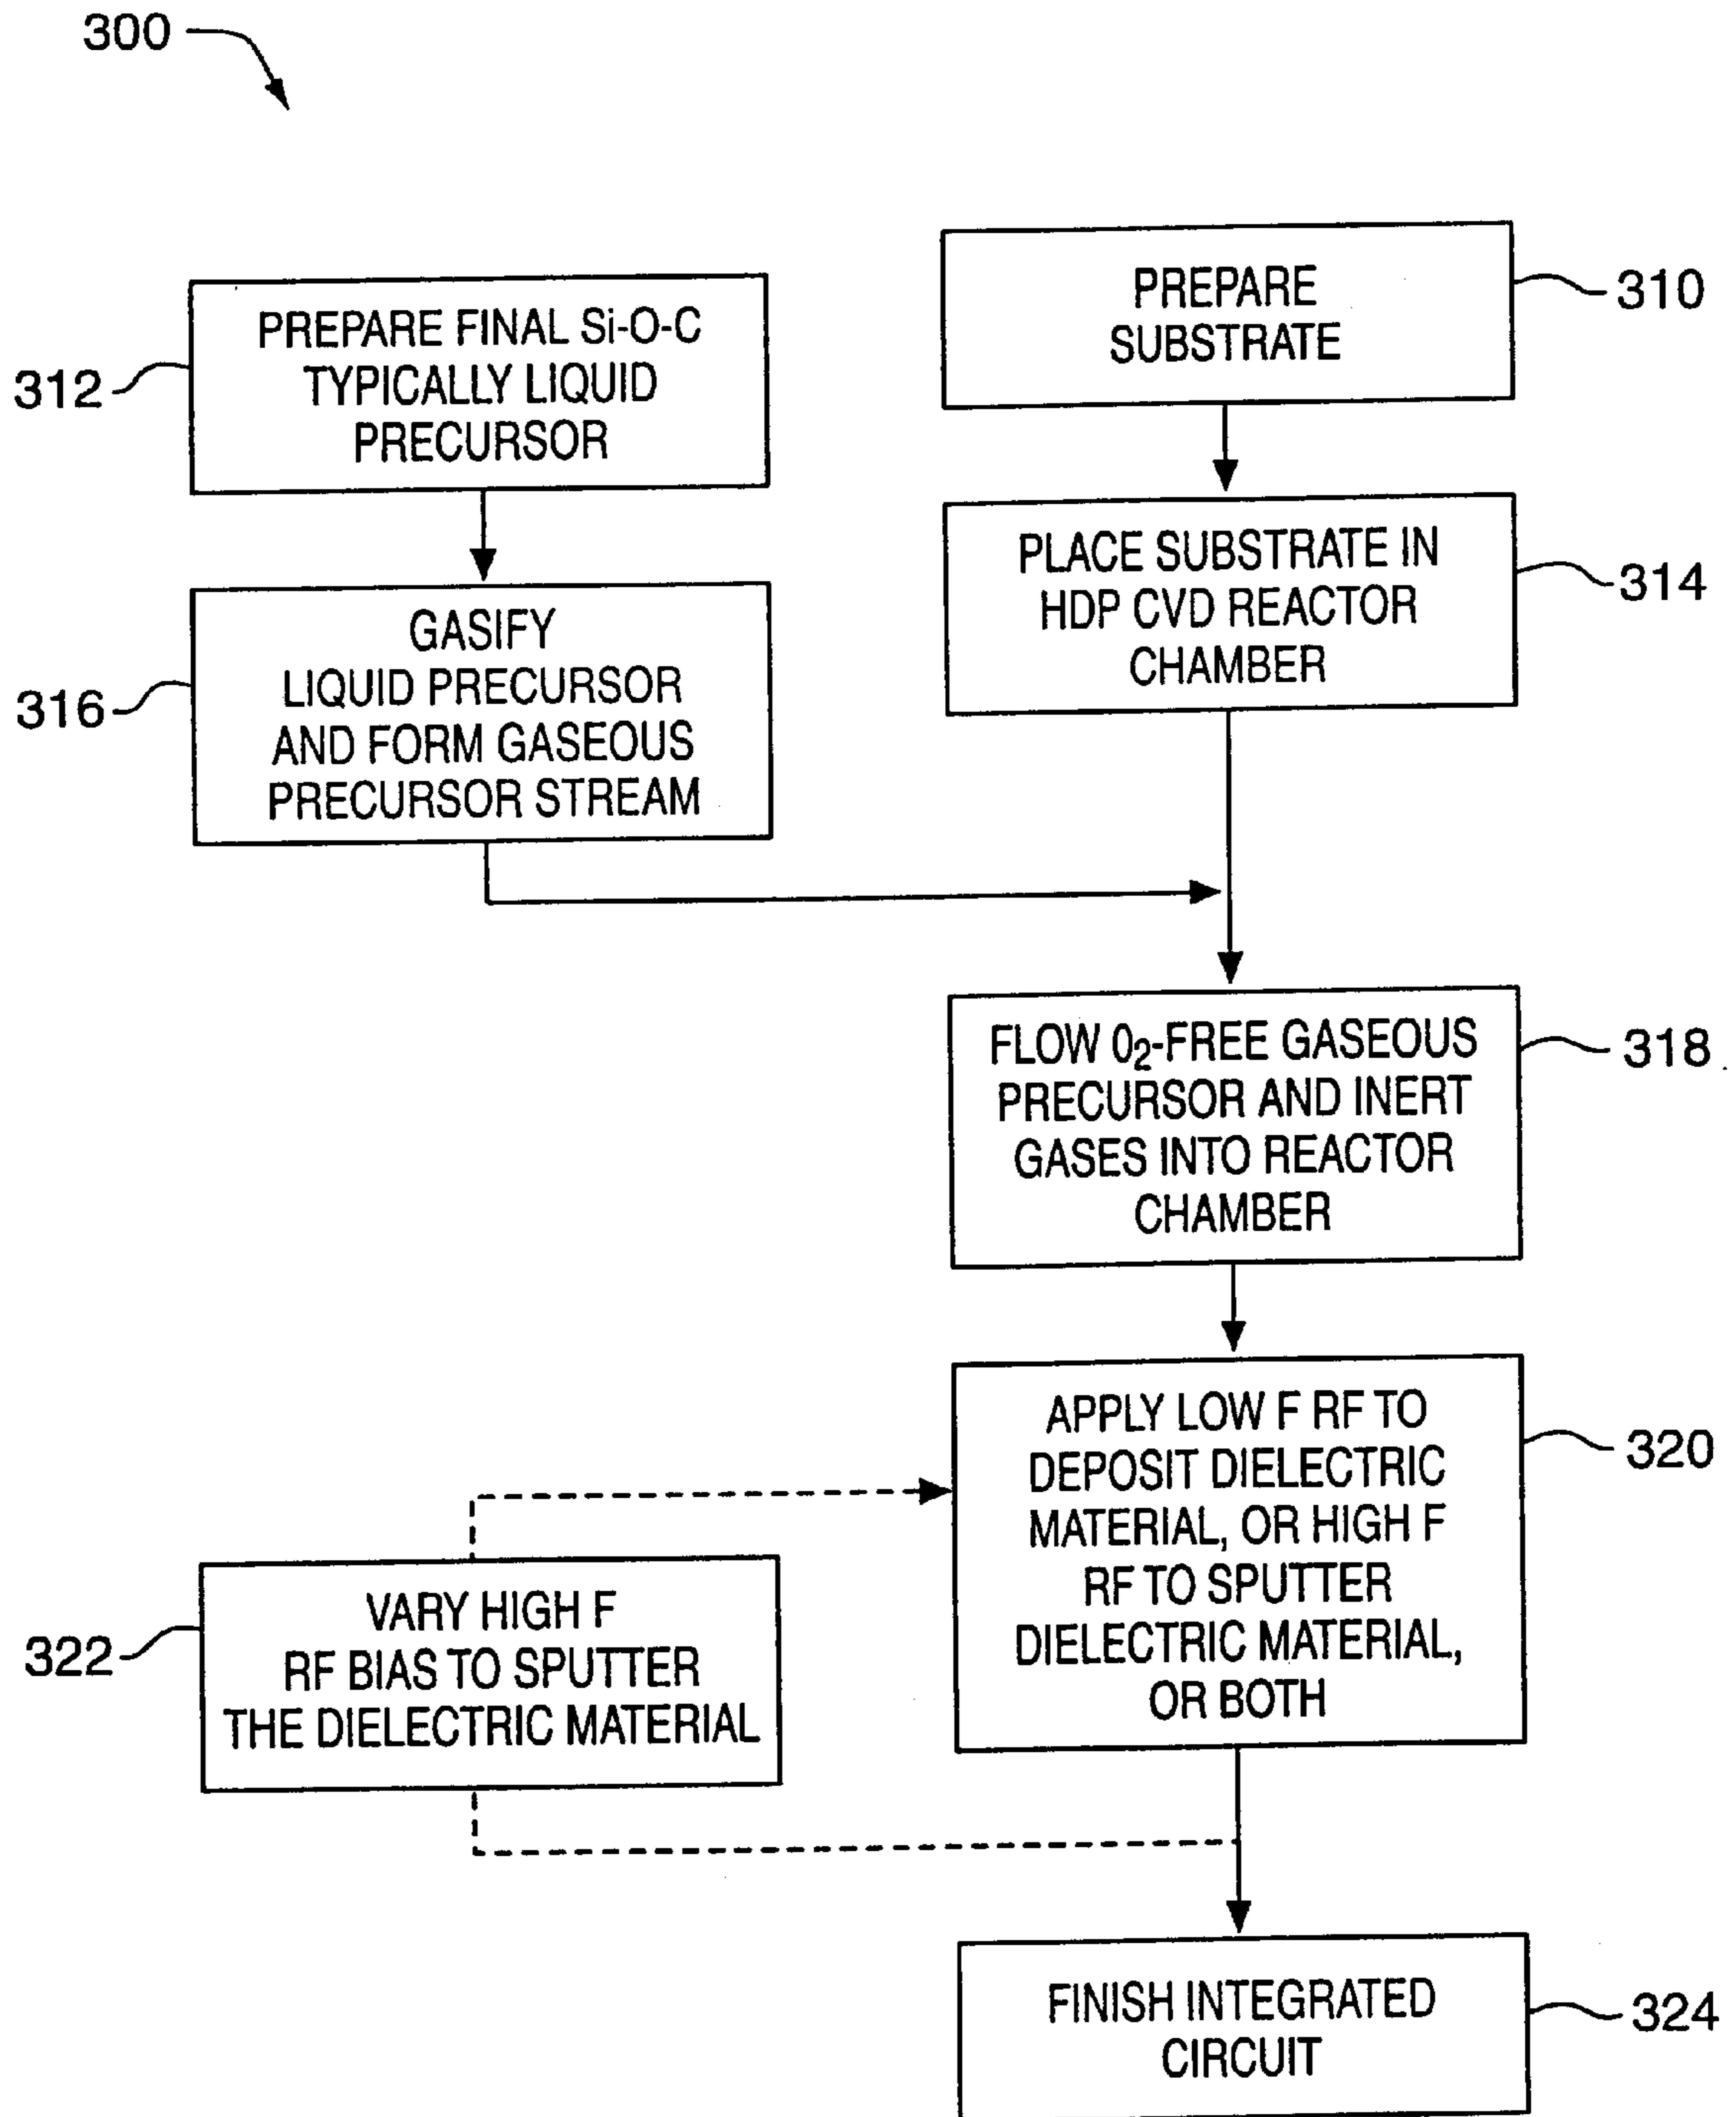 300
PREPARE
SUBSTRATE
310
PREPARE FINAL Si-O-C
TYPICALLY LIQUID
PRECURSOR
312
PLACE SUBSTRATE IN
HDP CVD REACTOR
CHAMBER
314
GASIFY
LIQUID PRECURSOR
AND FORM GASEOUS
PRECURSOR STREAM
316
FLOW O₂-FREE GASEOUS
PRECURSOR AND INERT
GASES INTO REACTOR
CHAMBER
318
APPLY LOW F RF TO
DEPOSIT DIELECTRIC
MATERIAL, OR HIGH F
RF TO SPUTTER
DIELECTRIC MATERIAL,
OR BOTH
320
VARY HIGH F
RF BIAS TO SPUTTER
THE DIELECTRIC MATERIAL
322
FINISH INTEGRATED
CIRCUIT
324